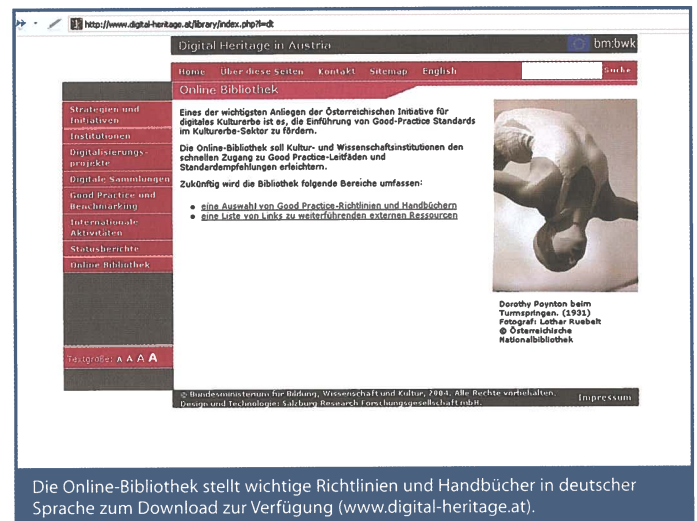 http://www.digital-heritage.at/library/index.php?l=dt
Digital Heritage in Austria
bm:bwk
Home Über diese Seiten Kontakt Sitemap English
Suche
Online Bibliothek
Strategien und
Initiativen
Institutionen
Digitalisierungs-
projekte
Digitale Sammlungen
Good Practice und
Benchmarking
Internationale
Aktivitäten
Statusberichte
Online Bibliothek
Textgröße: A A A A
Eines der wichtigsten Anliegen der Österreichischen Initiative für
digitales Kulturerbe ist es, die Einführung von Good-Practice Standards
im Kulturerbe-Sektor zu fördern.
Die Online-Bibliothek soll Kultur- und Wissenschaftsinstitutionen den
schnellen Zugang zu Good Practice-Leitfäden und
Standardempfehlungen erleichtern.
Zukünftig wird die Bibliothek folgende Bereiche umfassen:
• eine Auswahl von Good Practice-Richtlinien und Handbüchern
• eine Liste von Links zu weiterführenden externen Ressourcen
Dorothy Poynton beim
Turmspringen. (1931)
Fotograf: Lothar Ruebelt
© Österreichische
Nationalbibliothek
© Bundesministerium für Bildung, Wissenschaft und Kultur, 2004. Alle Rechte vorbehalten.
Design und Technologie: Salzburg Research Forschungsgesellschaft mbH.
Impressum
Die Online-Bibliothek stellt wichtige Richtlinien und Handbücher in deutscher
Sprache zum Download zur Verfügung (www.digital-heritage.at).